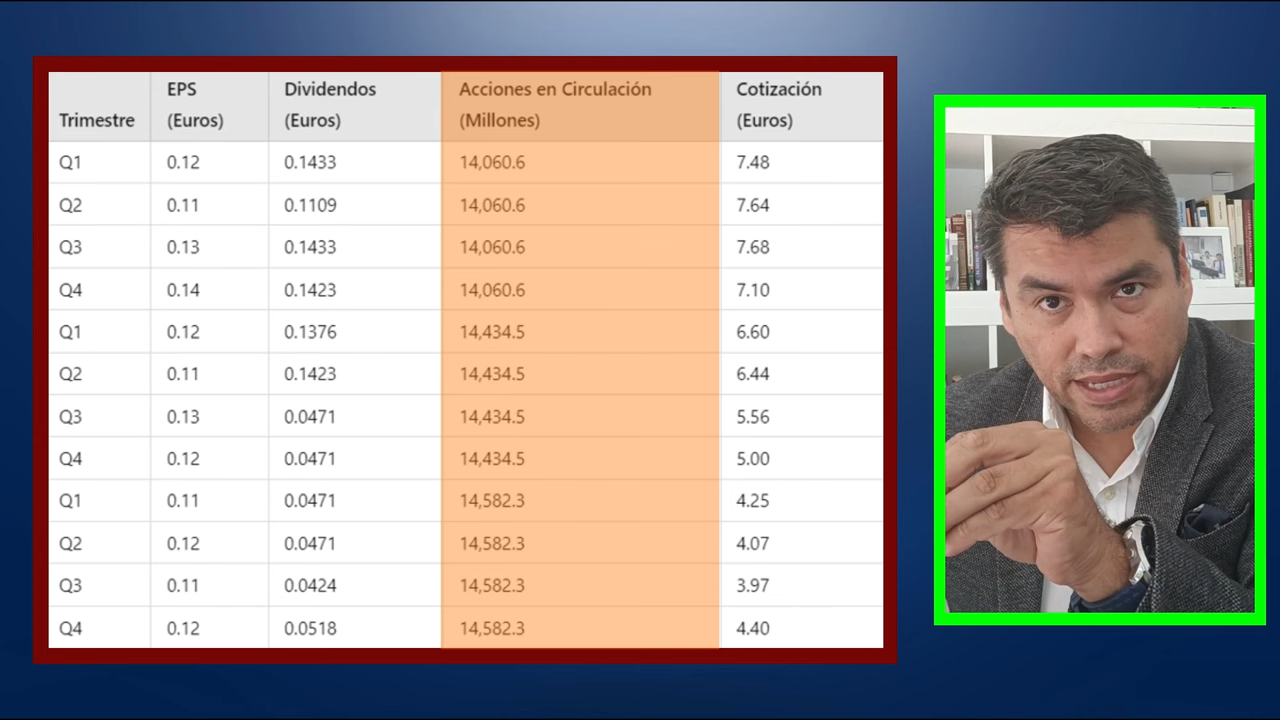 Trimestre EPS (Euros) Dividendos (Euros) Acciones en Circulación (Millones) Cotización (Euros)
Q1 0.12 0.1433 14,060.6 7.48
Q2 0.11 0.1109 14,060.6 7.64
Q3 0.13 0.1433 14,060.6 7.68
Q4 0.14 0.1423 14,060.6 7.10
Q1 0.12 0.1376 14,434.5 6.60
Q2 0.11 0.1423 14,434.5 6.44
Q3 0.13 0.0471 14,434.5 5.56
Q4 0.12 0.0471 14,434.5 5.00
Q1 0.11 0.0471 14,582.3 4.25
Q2 0.12 0.0471 14,582.3 4.07
Q3 0.11 0.0424 14,582.3 3.97
Q4 0.12 0.0518 14,582.3 4.40